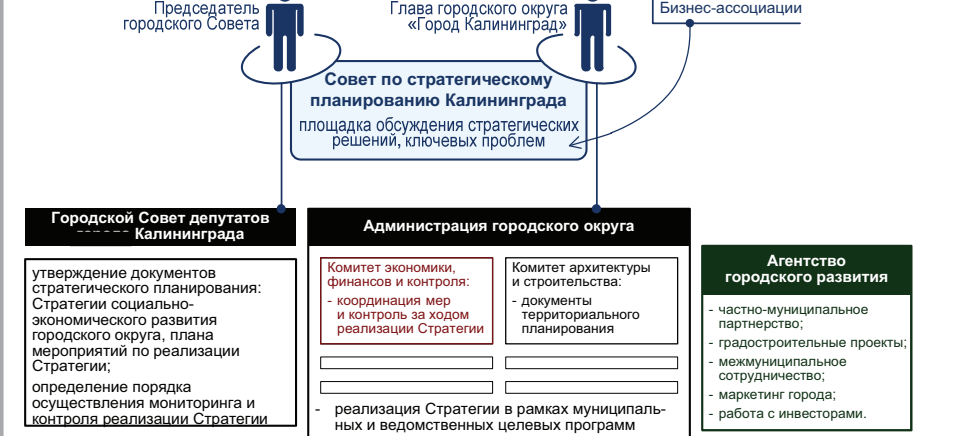 Председатель
городского Совета
Глава городского округа
«Город Калининград»
Бизнес-ассоциации
Совет по стратегическому
планированию Калининграда
площадка обсуждения стратегических
решений, ключевых проблем
Городской Совет депутатов
Калининграда
утверждение документов
стратегического планирования:
Стратегии социально-
экономического развития
городского округа, плана
мероприятий по реализации
Стратегии;
определение порядка
осуществления мониторинга и
контроля реализации Стратегии
Администрация городского округа
Комитет экономики,
финансов и контроля:
- координация мер
и контроль за ходом
реализации Стратегии
Комитет архитектуры
и строительства:
- документы
территориального
планирования
- реализация Стратегии в рамках муниципаль-
ных и ведомственных целевых программ
Агентство
городского развития
- частно-муниципальное
партнерство;
- градостроительные проекты;
- межмуниципальное
сотрудничество;
- маркетинг города;
- работа с инвесторами.